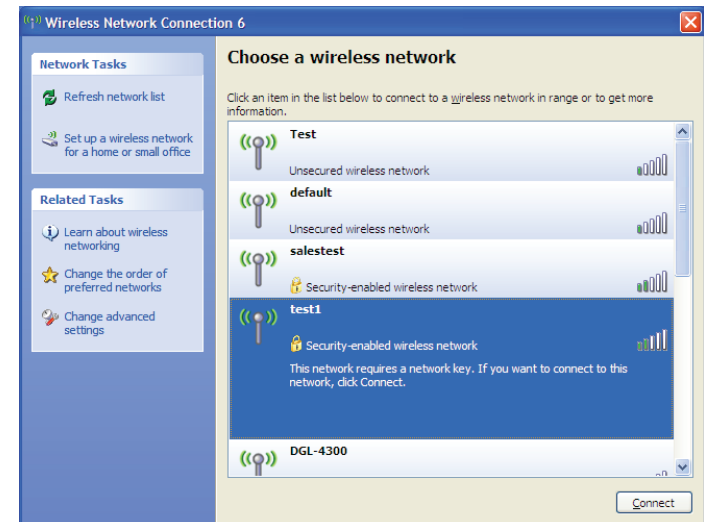 Wireless Network Connection 6
Network Tasks
Refresh network list
Set up a wireless network
for a home or small office
Related Tasks
Learn about wireless
networking
Change the order of
preferred networks
Change advanced
settings
Choose a wireless network
Click an item in the list below to connect to a wireless network in range or to get more
information.
Test
Unsecured wireless network
default
Unsecured wireless network
salestest
Security-enabled wireless network
test1
Security-enabled wireless network
This network requires a network key. If you want to connect to this
network, click Connect.
DGL-4300
Connect